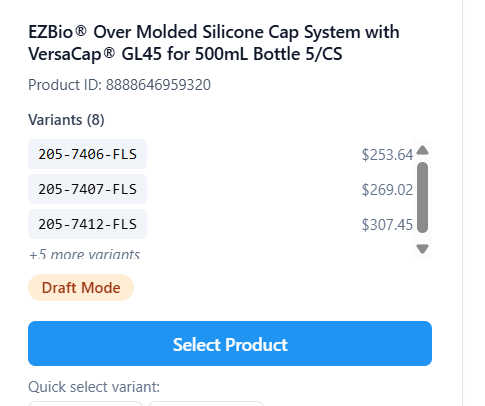 EZBio® Over Molded Silicone Cap System with
VersaCap® GL45 for 500mL Bottle 5/CS
Product ID: 8888646959320
Variants (8)
205-7406-FLS $253.64
205-7407-FLS $269.02
205-7412-FLS $307.45
+5 more variants
Draft Mode
Select Product
Quick select variant: